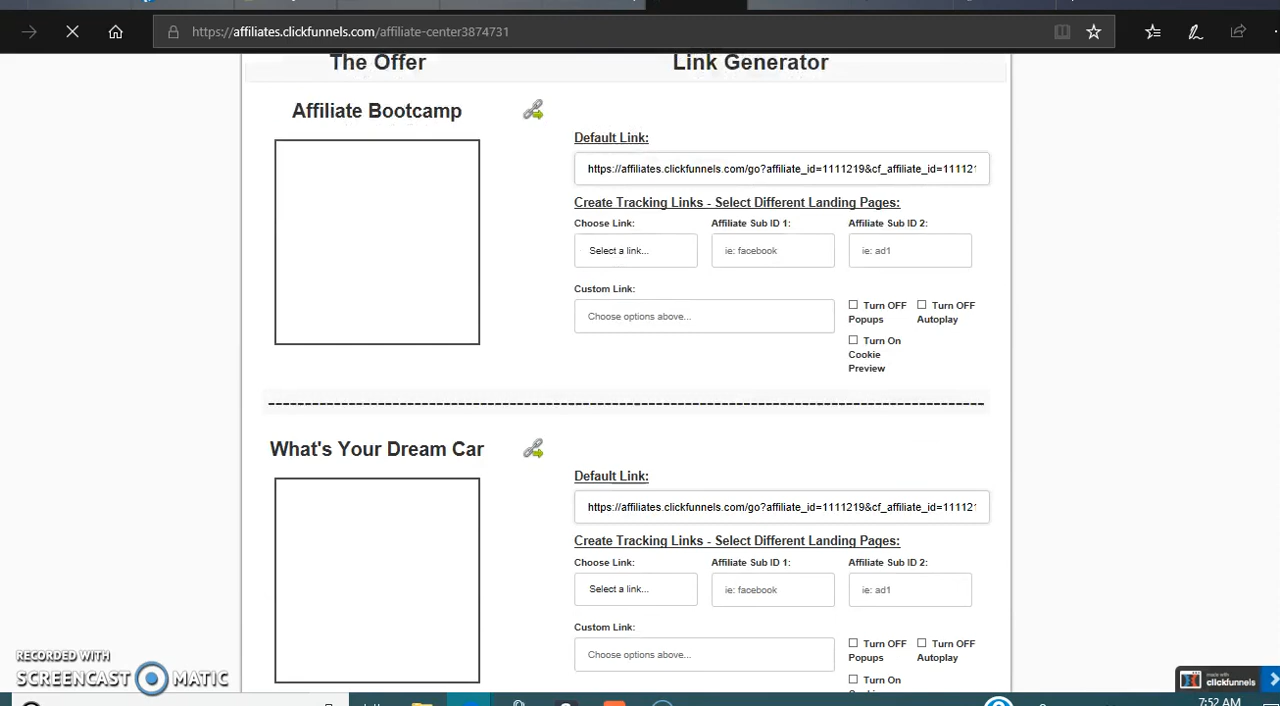 https://affiliates.clickfunnels.com/affiliate-center3874731
The Offer
Link Generator
Affiliate Bootcamp
Default Link:
https://affiliates.clickfunnels.com/go?affiliate_id=1111219&cf_affiliate_id=11112
Create Tracking Links - Select Different Landing Pages:
Choose Link:
Affiliate Sub ID 1:
Affiliate Sub ID 2:
Select a link...
ie: facebook
ie: ad1
Custom Link:
Choose options above...
Turn OFF Popups
Turn OFF Autoplay
Turn On Cookie Preview
--------------------------------------------------------------------------------------------------
What's Your Dream Car
Default Link:
https://affiliates.clickfunnels.com/go?affiliate_id=1111219&cf_affiliate_id=11112
Create Tracking Links - Select Different Landing Pages:
Choose Link:
Affiliate Sub ID 1:
Affiliate Sub ID 2:
Select a link...
ie: facebook
ie: ad1
Custom Link:
Choose options above...
Turn OFF Popups
Turn OFF Autoplay
Turn On
RECORDED WITH
SCREENCAST MATIC
made with
clickfunnels
7:52 AM